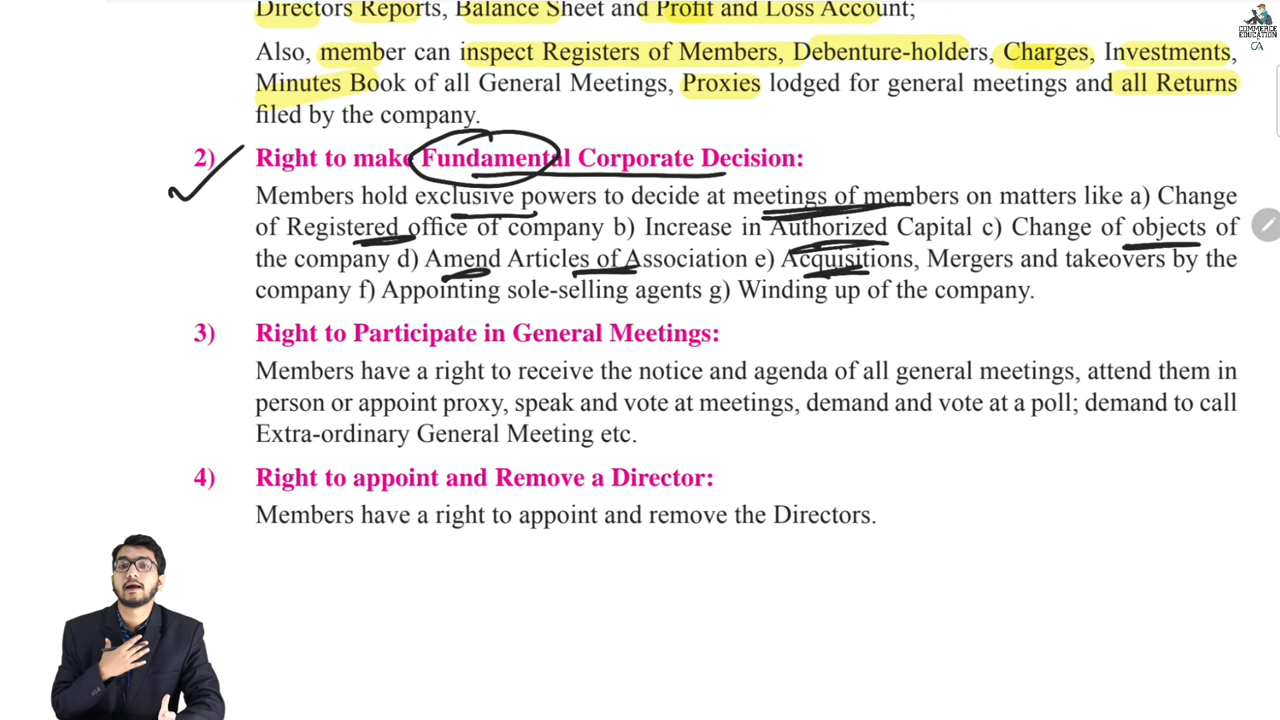 Directors Reports, Balance Sheet and Profit and Loss Account;
Also, member can inspect Registers of Members, Debenture-holders, Charges, Investments,
Minutes Book of all General Meetings, Proxies lodged for general meetings and all Returns
filed by the company.
2) Right to make Fundamental Corporate Decision:
Members hold exclusive powers to decide at meetings of members on matters like a) Change
of Registered office of company b) Increase in Authorized Capital c) Change of objects of
the company d) Amend Articles of Association e) Acquisitions, Mergers and takeovers by the
company f) Appointing sole-selling agents g) Winding up of the company.
3) Right to Participate in General Meetings:
Members have a right to receive the notice and agenda of all general meetings, attend them in
person or appoint proxy, speak and vote at meetings, demand and vote at a poll; demand to call
Extra-ordinary General Meeting etc.
4) Right to appoint and Remove a Director:
Members have a right to appoint and remove the Directors.
COMMERCE
EDUCATION
CA